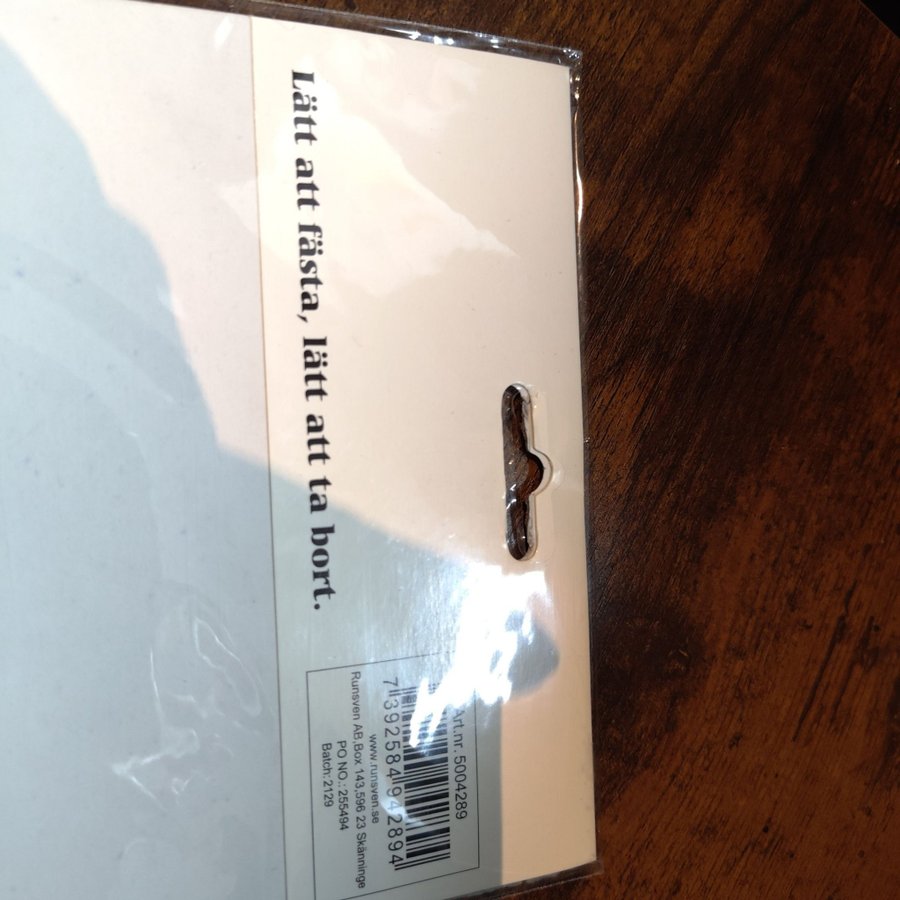 Lätt att fästa, lätt att ta bort.
Art.nr. 5004289
7 392584 942894
www.runsven.se
Runsven AB,Box 143,596 23 Skänninge
PO NO.: 255494
Batch: 2129